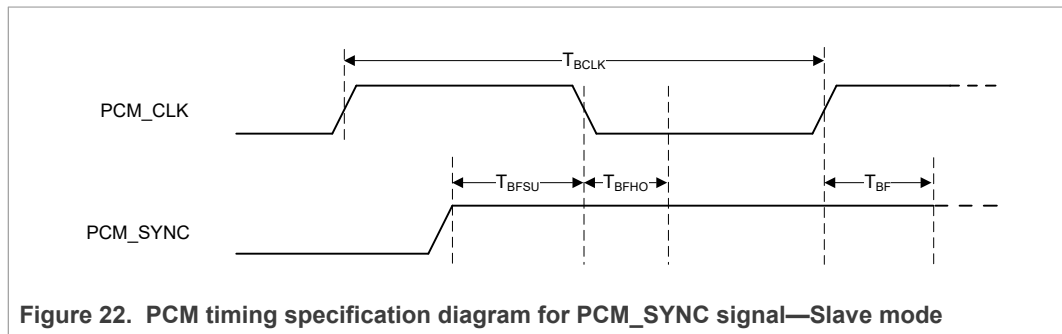 T_BCLK
PCM_CLK
T_BFSU
T_BFHO
T_BF
PCM_SYNC
Figure 22. PCM timing specification diagram for PCM_SYNC signal—Slave mode